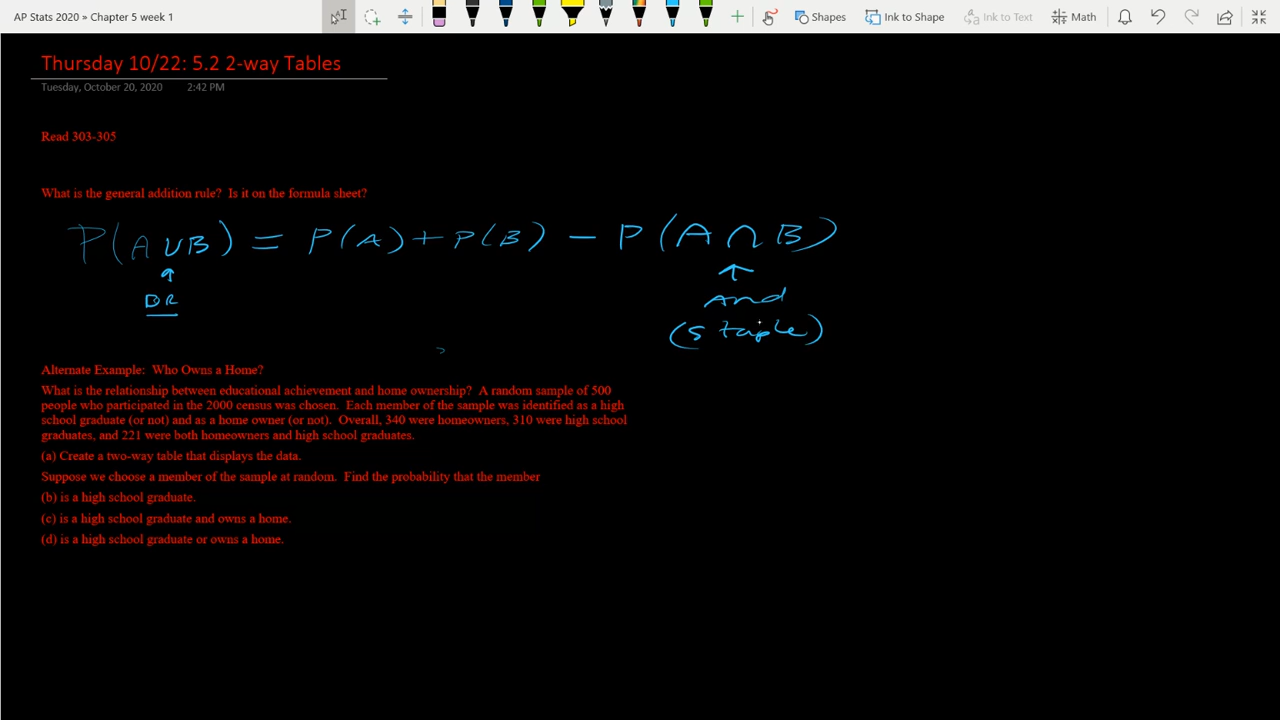 AP Stats 2020 » Chapter 5 week 1
Shapes
Ink to Shape
Ink to Text
Math
Thursday 10/22: 5.2 2-way Tables
Tuesday, October 20, 2020 2:42 PM
Read 303-305
What is the general addition rule? Is it on the formula sheet?
P(A∪B) = P(A)+P(B) − P(A∩B)
↑ ↑
OR and
(staple)
Alternate Example: Who Owns a Home?
What is the relationship between educational achievement and home ownership? A random sample of 500
people who participated in the 2000 census was chosen. Each member of the sample was identified as a high
school graduate (or not) and as a home owner (or not). Overall, 340 were homeowners, 310 were high school
graduates, and 221 were both homeowners and high school graduates.
(a) Create a two-way table that displays the data.
Suppose we choose a member of the sample at random. Find the probability that the member
(b) is a high school graduate.
(c) is a high school graduate and owns a home.
(d) is a high school graduate or owns a home.